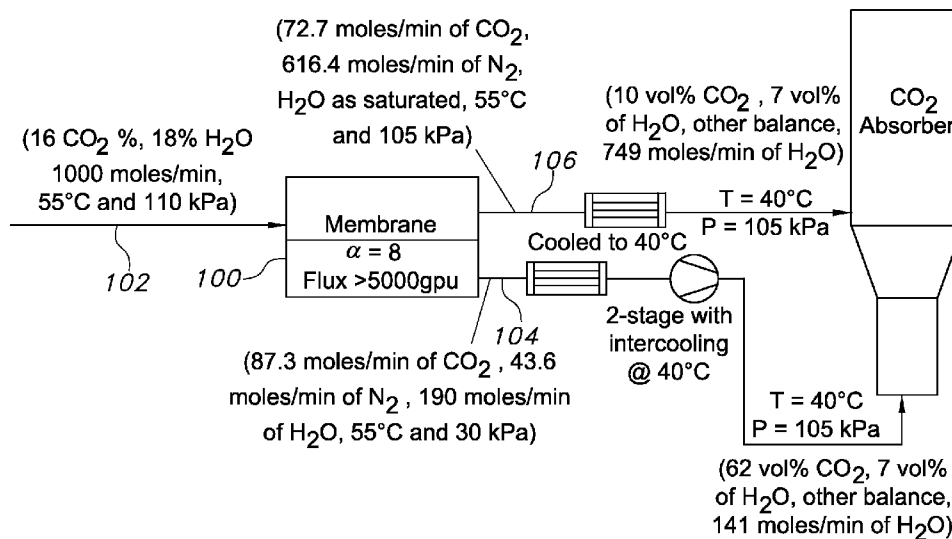 (72.7 moles/min of CO₂,
616.4 moles/min of N₂,
H₂O as saturated, 55°C
and 105 kPa)
(10 vol% CO₂ , 7 vol%
of H₂O, other balance,
749 moles/min of H₂O)
CO₂
Absorber
(16 CO₂ %, 18% H₂O
1000 moles/min,
55°C and 110 kPa)
106
Membrane
α = 8
Flux >5000gpu
Cooled to 40°C
T = 40°C
P = 105 kPa
102
100
104
2-stage with
intercooling
@ 40°C
(87.3 moles/min of CO₂ , 43.6
moles/min of N₂ , 190 moles/min
of H₂O, 55°C and 30 kPa)
T = 40°C
P = 105 kPa
(62 vol% CO₂, 7 vol%
of H₂O, other balance,
141 moles/min of H₂O)